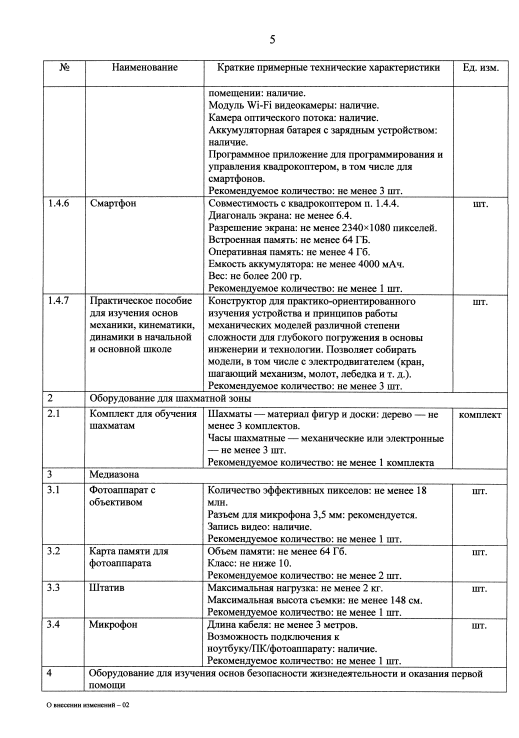 5
№ Наименование Краткие примерные технические характеристики Ед. изм.
помещении: наличие.
Модуль Wi-Fi видеокамеры: наличие.
Камера оптического потока: наличие.
Аккумуляторная батарея с зарядным устройством:
наличие.
Программное приложение для программирования и
управления квадрокоптером, в том числе для
смартфонов.
Рекомендуемое количество: не менее 3 шт.
1.4.6 Смартфон Совместимость с квадрокоптером п. 1.4.4. шт.
Диагональ экрана: не менее 6.4.
Разрешение экрана: не менее 2340×1080 пикселей.
Встроенная память: не менее 64 ГБ.
Оперативная память: не менее 4 Гб.
Емкость аккумулятора: не менее 4000 мАч.
Вес: не более 200 гр.
Рекомендуемое количество: не менее 1 шт.
1.4.7 Практическое пособие Конструктор для практико-ориентированного шт.
для изучения основ изучения устройства и принципов работы
механики, кинематики, механических моделей различной степени
динамики в начальной сложности для глубокого погружения в основы
и основной школе инженерии и технологии. Позволяет собирать
модели, в том числе с электродвигателем (кран,
шагающий механизм, молот, лебедка и т. д.).
Рекомендуемое количество: не менее 3 шт.
2 Оборудование для шахматной зоны
2.1 Комплект для обучения Шахматы — материал фигур и доски: дерево — не комплект
шахматам менее 3 комплектов.
Часы шахматные — механические или электронные
— не менее 3 шт.
Рекомендуемое количество: не менее 1 комплекта
3 Медиазона
3.1 Фотоаппарат с Количество эффективных пикселов: не менее 18 шт.
объективом млн.
Разъем для микрофона 3,5 мм: рекомендуется.
Запись видео: наличие.
Рекомендуемое количество: не менее 1 шт.
3.2 Карта памяти для Объем памяти: не менее 64 Гб. шт.
фотоаппарата Класс: не ниже 10.
Рекомендуемое количество: не менее 2 шт.
3.3 Штатив Максимальная нагрузка: не менее 2 кг. шт.
Максимальная высота съемки: не менее 148 см.
Рекомендуемое количество: не менее 1 шт.
3.4 Микрофон Длина кабеля: не менее 3 метров. шт.
Возможность подключения к
ноутбуку/ПК/фотоаппарату: наличие.
Рекомендуемое количество: не менее 1 шт.
4 Оборудование для изучения основ безопасности жизнедеятельности и оказания первой
помощи
О внесении изменений – 02